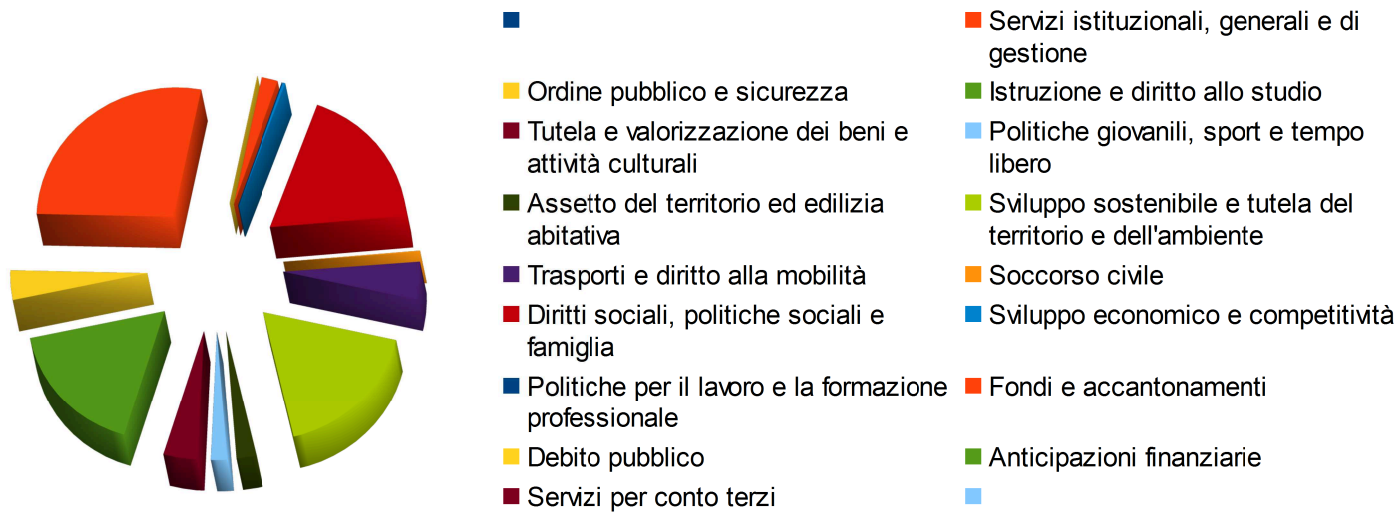 Servizi istituzionali, generali e di
gestione
Ordine pubblico e sicurezza
Istruzione e diritto allo studio
Tutela e valorizzazione dei beni e
attività culturali
Politiche giovanili, sport e tempo
libero
Assetto del territorio ed edilizia
abitativa
Sviluppo sostenibile e tutela del
territorio e dell'ambiente
Trasporti e diritto alla mobilità
Soccorso civile
Diritti sociali, politiche sociali e
famiglia
Sviluppo economico e competitività
Politiche per il lavoro e la formazione
professionale
Fondi e accantonamenti
Debito pubblico
Anticipazioni finanziarie
Servizi per conto terzi